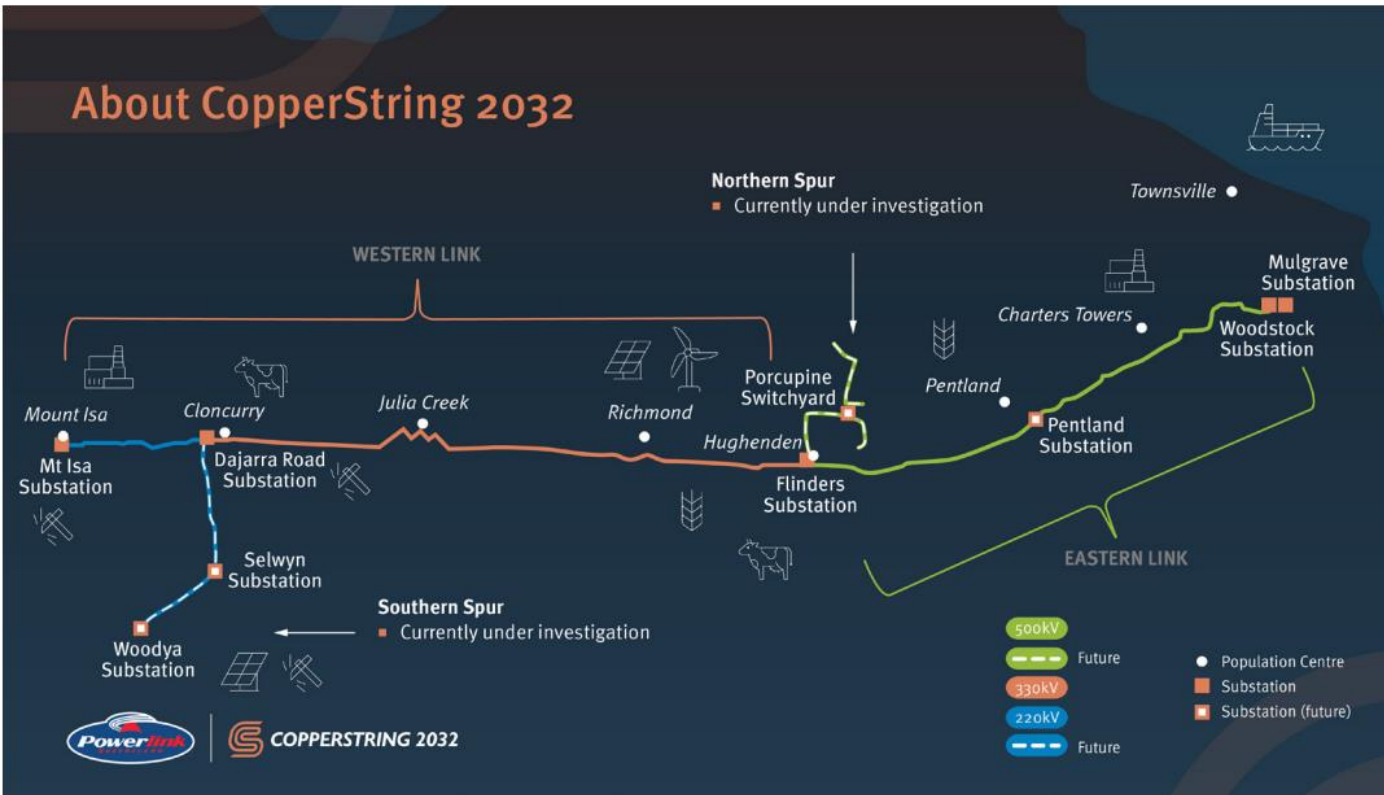 About CopperString 2032
Northern Spur
Currently under investigation
Townsville
WESTERN LINK
Mulgrave
Substation
Charters Towers
Woodstock
Substation
Porcupine
Switchyard
Pentland
Mount Isa
Cloncurry
Julia Creek
Richmond
Hughenden
Pentland
Substation
Mt Isa
Substation
Dajarra Road
Substation
Flinders
Substation
EASTERN LINK
Selwyn
Substation
Southern Spur
Currently under investigation
Woodya
Substation
500kV
Future
330kV
220kV
Future
Population Centre
Substation
Substation (future)
Powerlink
COPPERSTRING 2032